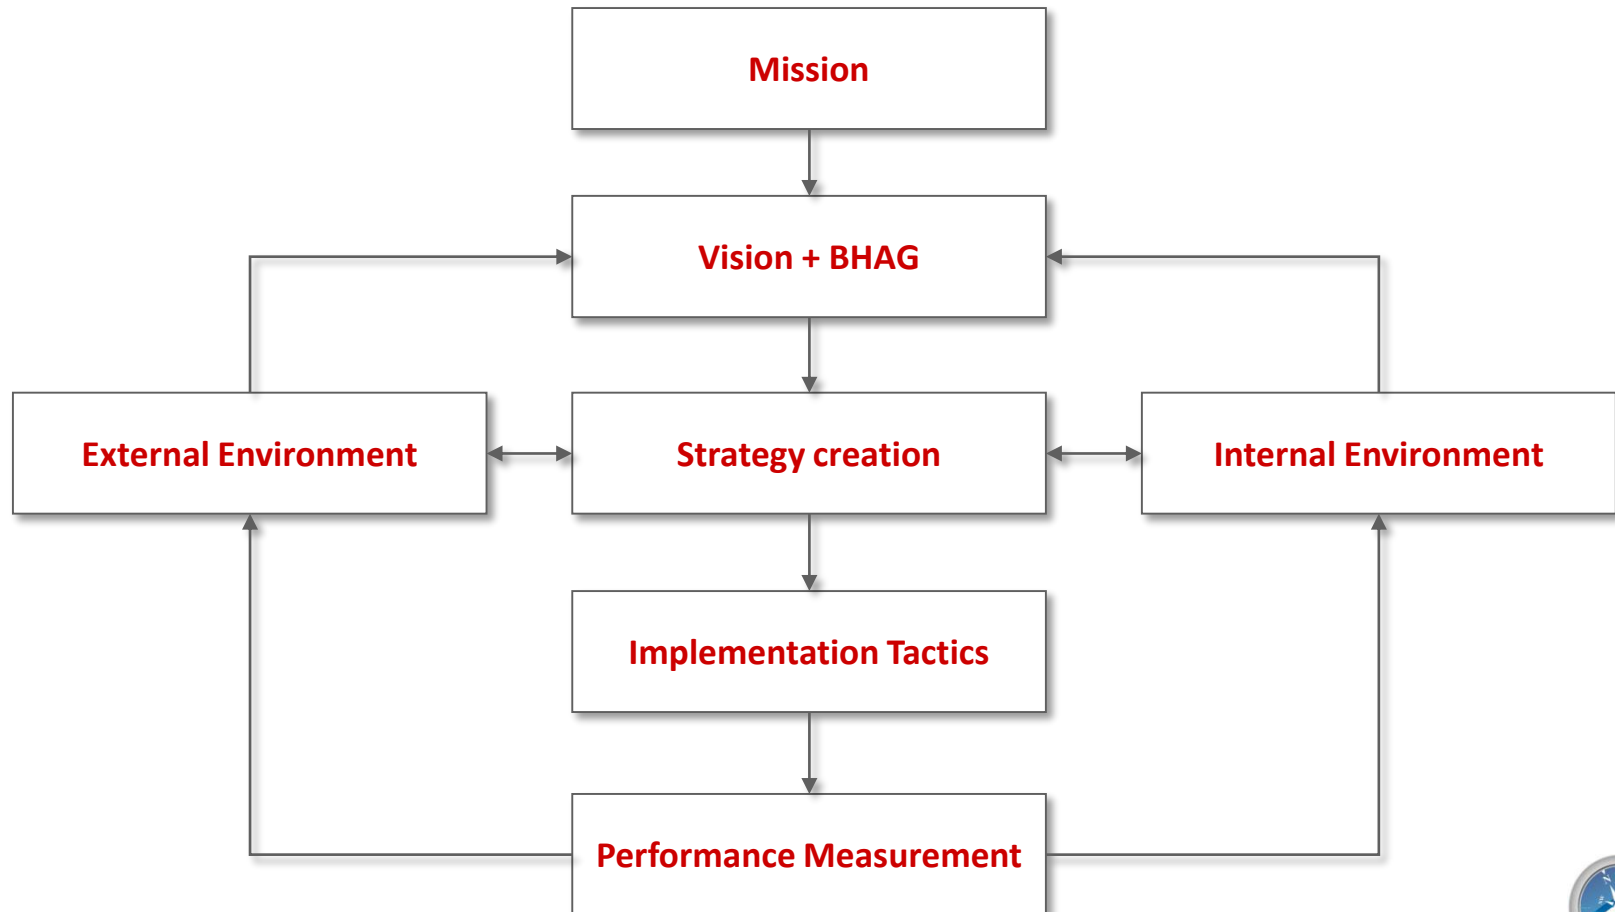 Mission
Vision + BHAG
External Environment
Strategy creation
Internal Environment
Implementation Tactics
Performance Measurement
N